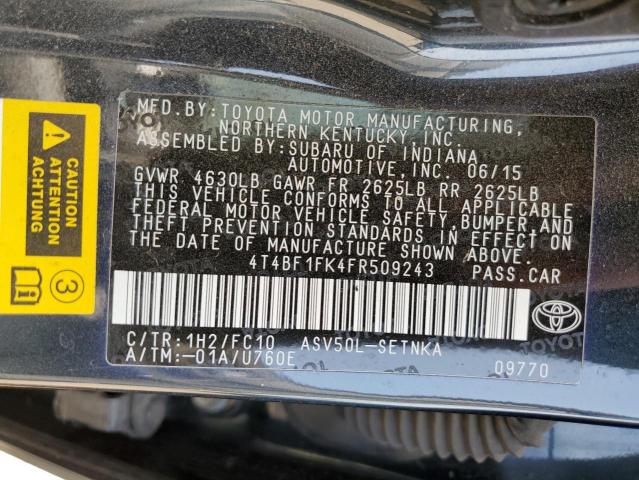 MFD.BY:TOYOTA MOTOR MANUFACTURING,
NORTHERN KENTUCKY,INC.
ASSEMBLED BY:SUBARU OF INDIANA
AUTOMOTIVE, INC. 06/15
GVWR 4630LB GAWR FR 2625LB RR 2625LB
THIS VEHICLE CONFORMS TO ALL APPLICABLE
FEDERAL MOTOR VEHICLE SAFETY,BUMPER,AND
THEFT PREVENTION STANDARDS IN EFFECT ON
THE DATE OF MANUFACTURE SHOWN ABOVE.
4T4BF1FK4FR509243 PASS.CAR
C/TR:1H2/FC10 ASV50L-SETNKA
A/TM:-01A/U760E 09770
TOYOTA
CAUTION
ATTENTION
ACHTUNG
3